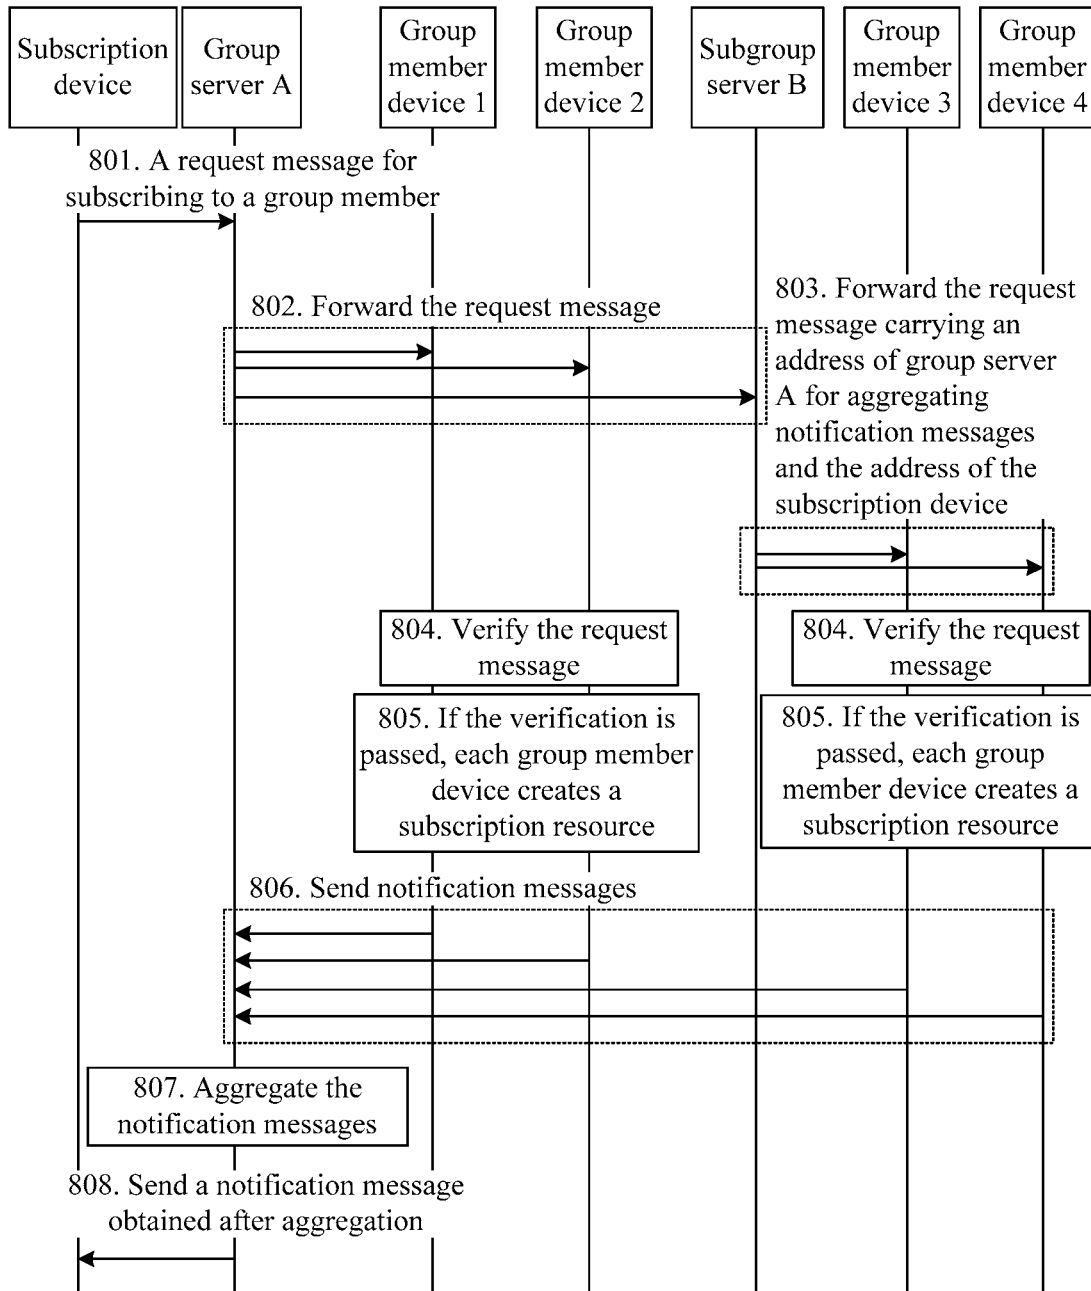 Subscription
device
Group
server A
Group
member
device 1
Group
member
device 2
Subgroup
server B
Group
member
device 3
Group
member
device 4
801. A request message for
subscribing to a group member
802. Forward the request message
803. Forward the request
message carrying an
address of group server
A for aggregating
notification messages
and the address of the
subscription device
804. Verify the request
message
804. Verify the request
message
805. If the verification is
passed, each group member
device creates a
subscription resource
805. If the verification is
passed, each group
member device creates a
subscription resource
806. Send notification messages
807. Aggregate the
notification messages
808. Send a notification message
obtained after aggregation